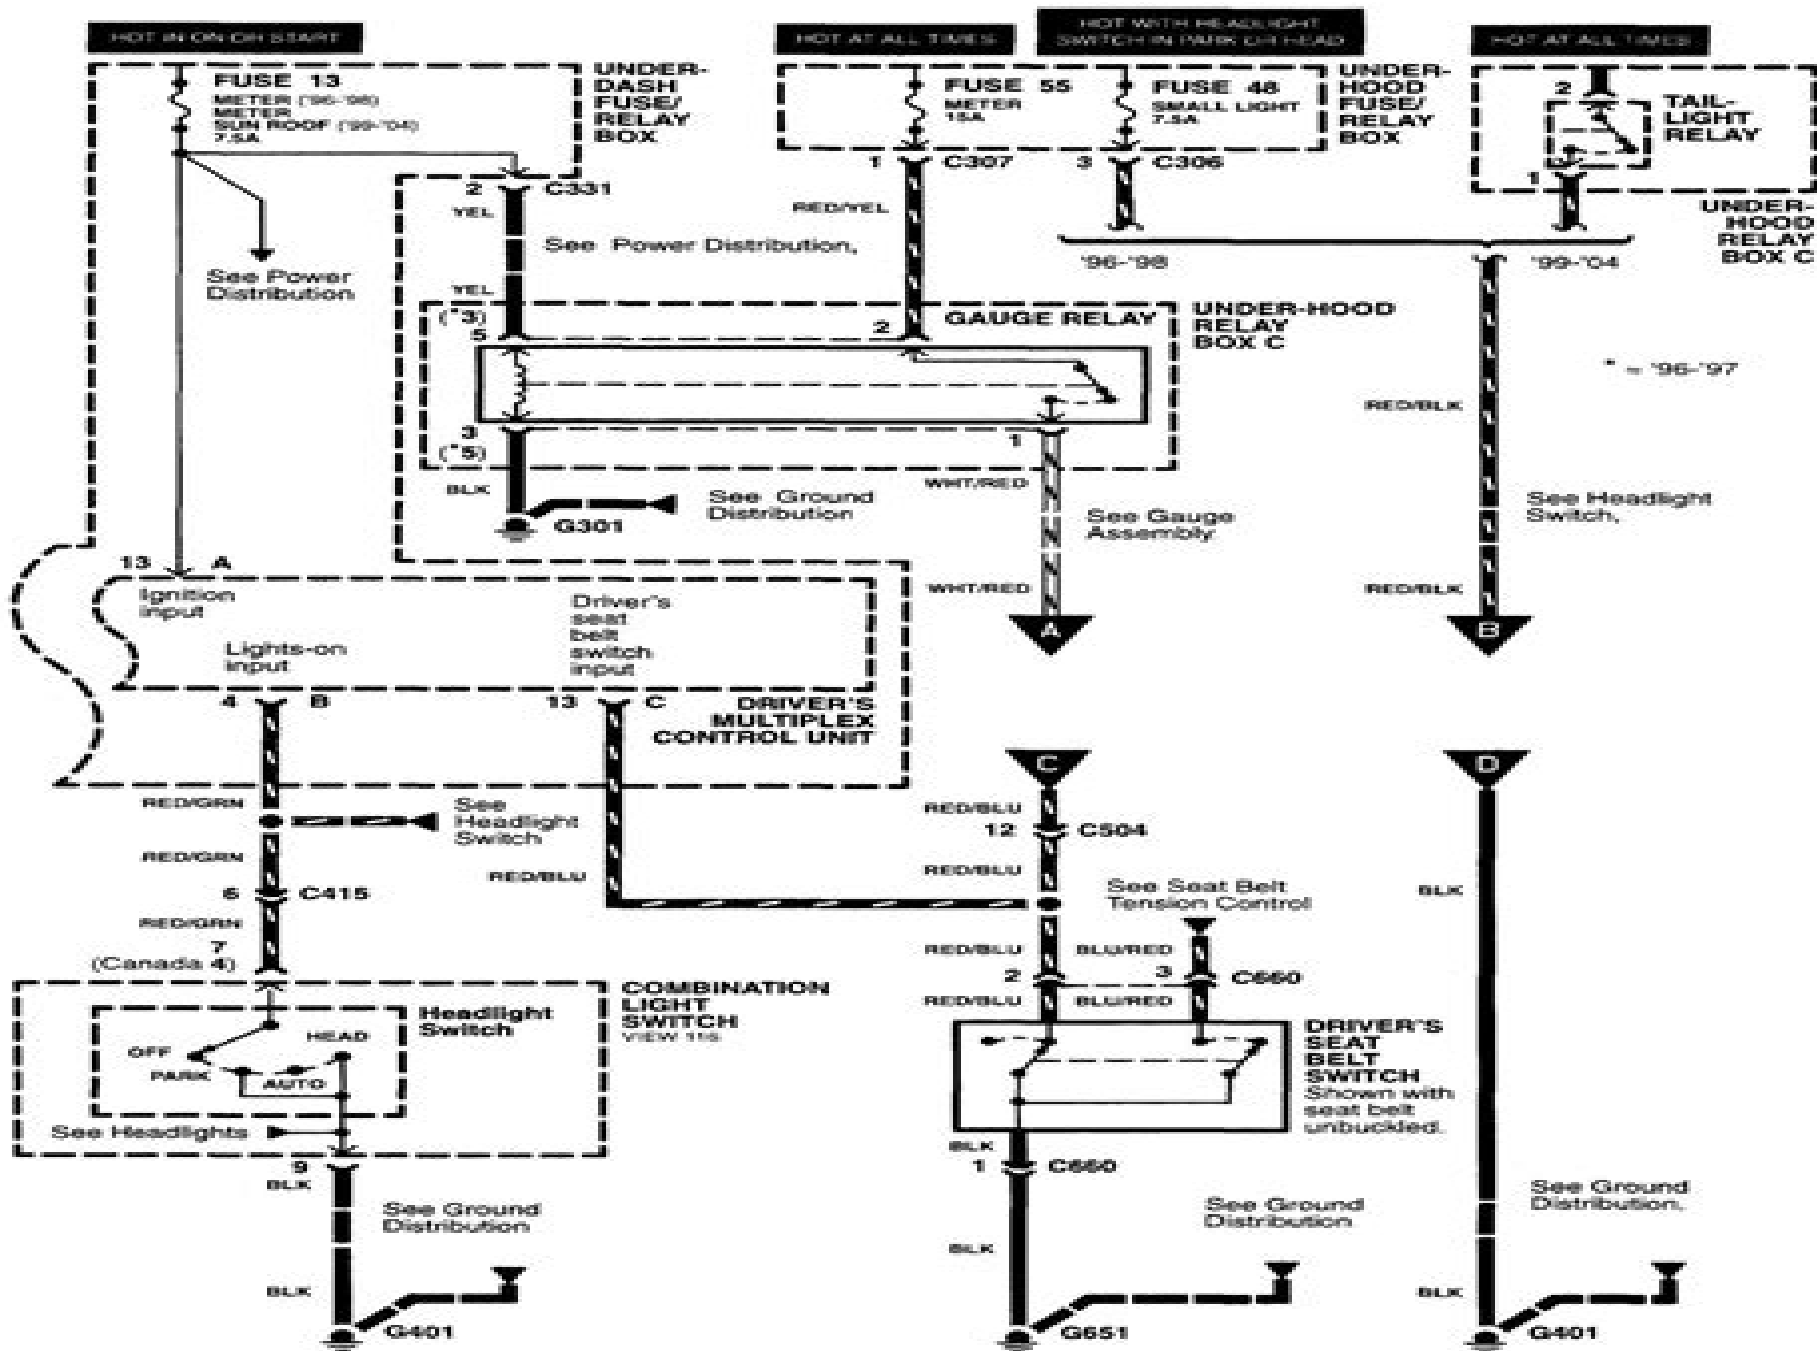 HOT IN ON OR START
HOT AT ALL TIMES
HOT WITH HEADLIGHT
SWITCH IN PARK OR HEAD
HOT AT ALL TIMES
FUSE 13
METER ('96-'98)
METER
SUN ROOF ('99-'04)
7.5A
UNDER-
DASH
FUSE/
RELAY
BOX
FUSE 55
METER
15A
FUSE 48
SMALL LIGHT
7.5A
UNDER-
HOOD
FUSE/
RELAY
BOX
2
TAIL-
LIGHT
RELAY
1
UNDER-
HOOD
RELAY
BOX C
2
C331
YEL
1
C307
3
C306
RED/YEL
See Power Distribution,
See Power
Distribution
'96-'98
'99-'04
YEL
(*3)
5
2
GAUGE RELAY
UNDER-HOOD
RELAY
BOX C
* = '96-'97
RED/BLK
3
(*5)
1
BLK
WHT/RED
See Ground
Distribution
G301
See Gauge
Assembly
See Headlight
Switch,
13
A
WHT/RED
RED/BLK
Ignition
input
Driver's
seat
belt
switch
input
Lights-on
input
A
B
4
B
13
C
DRIVER'S
MULTIPLEX
CONTROL UNIT
C
D
RED/GRN
See
Headlight
Switch
RED/GRN
RED/BLU
6
C415
RED/GRN
7
(Canada 4)
RED/BLU
12
C504
RED/BLU
See Seat Belt
Tension Control
BLK
RED/BLU
BLU/RED
2
3
C660
RED/BLU
BLU/RED
COMBINATION
LIGHT
SWITCH
VIEW 116
Headlight
Switch
OFF
HEAD
PARK
AUTO
See Headlights
DRIVER'S
SEAT
BELT
SWITCH
Shown with
seat belt
unbuckled.
9
BLK
BLK
1
C660
See Ground
Distribution
See Ground
Distribution
See Ground
Distribution.
BLK
BLK
BLK
G401
G651
G401